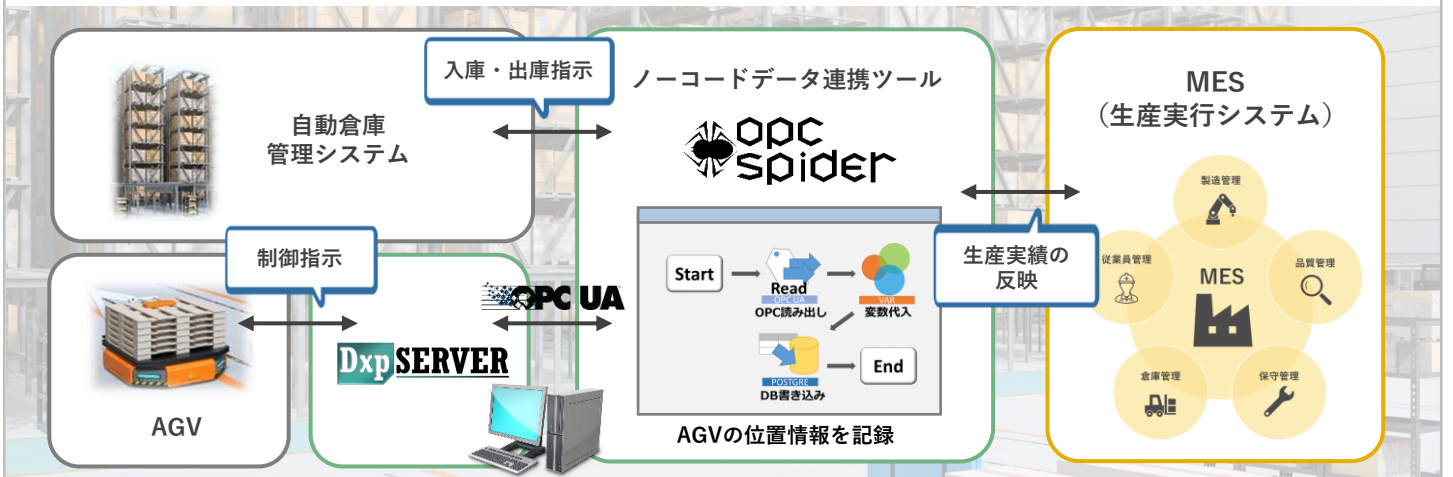 入庫・出庫指示
自動倉庫
管理システム
制御指示
AGV
DxpSERVER
OPC UA
ノーコードデータ連携ツール
opc
spider
Start
Read
OPC UA
OPC読み出し
VAR
変数代入
POSTGRE
DB書き込み
End
AGVの位置情報を記録
生産実績の
反映
MES
（生産実行システム）
製造管理
従業員管理
品質管理
MES
倉庫管理
保守管理